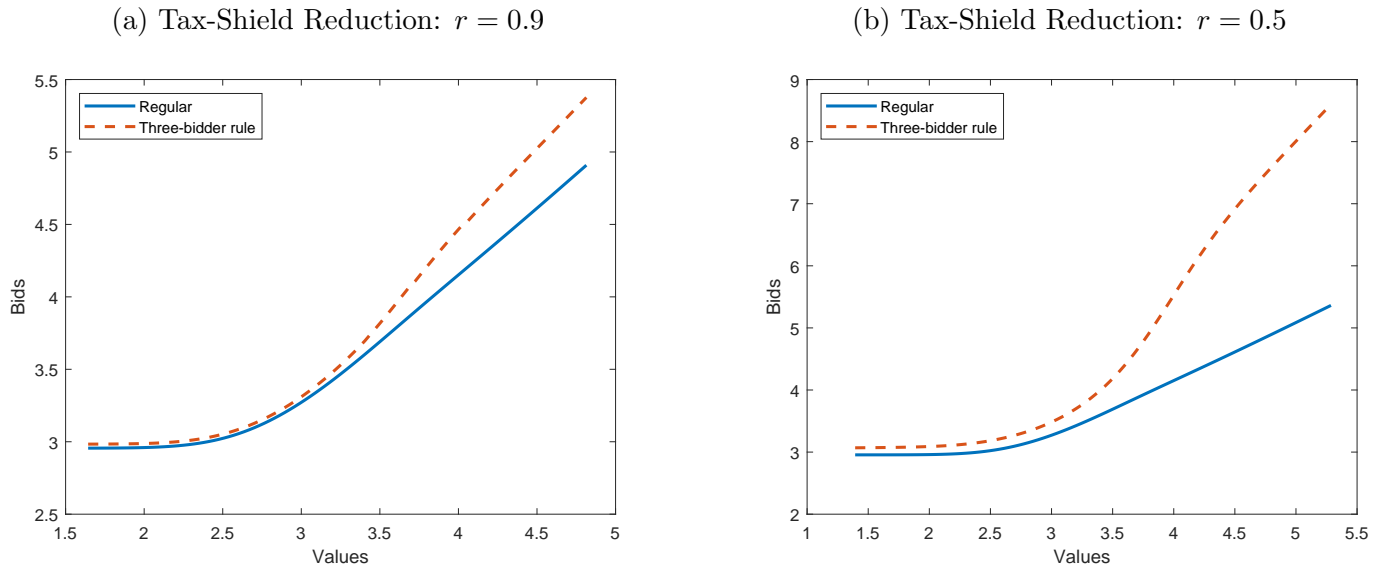 (a) Tax-Shield Reduction: r = 0.9
5.5
5
4.5
4
3.5
3
2.5
Bids
Regular
Three-bidder rule
1.5 2 2.5 3 3.5 4 4.5 5
Values
(b) Tax-Shield Reduction: r = 0.5
9
8
7
6
5
4
3
2
Bids
Regular
Three-bidder rule
1 1.5 2 2.5 3 3.5 4 4.5 5 5.5
Values